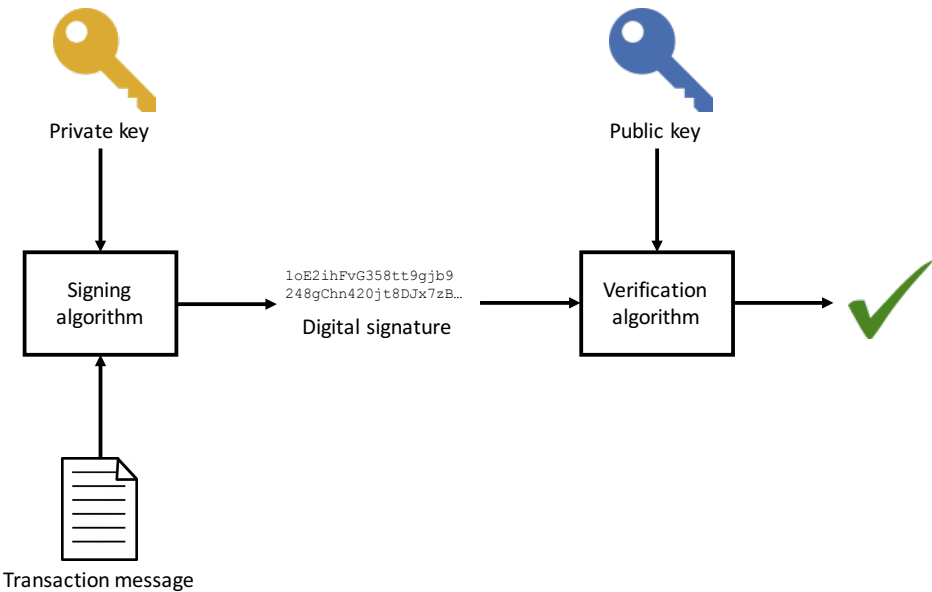 Private key
Public key
Signing
algorithm
1oE2ihFvG358tt9gjb9
248gChn420jt8DJx7zB…
Digital signature
Verification
algorithm
Transaction message